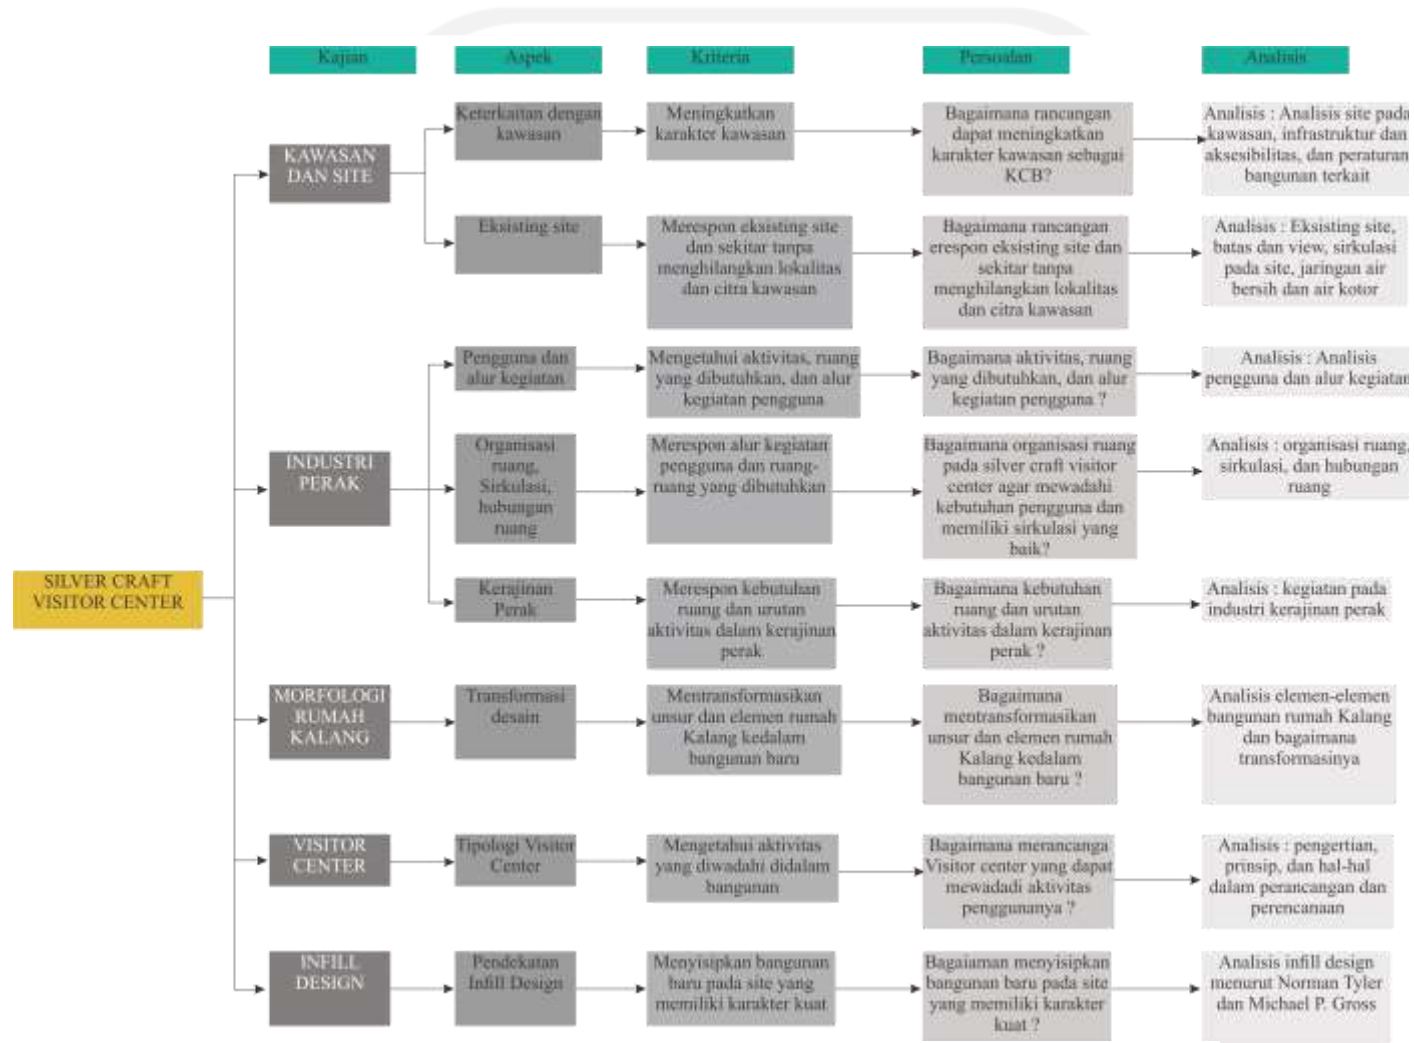 Kajian
Aspek
Kriteria
Persoalan
Analisis
SILVER CRAFT
VISITOR CENTER
KAWASAN
DAN SITE
Keterkaitan dengan
kawasan
Meningkatkan
karakter kawasan
Bagaimana rancangan
dapat meningkatkan
karakter kawasan sebagai
KCB?
Analisis : Analisis site pada
kawasan, infrastruktur dan
aksesibilitas, dan peraturan
bangunan terkait
Eksisting site
Merespon eksisting site
dan sekitar tanpa
menghilangkan lokalitas
dan citra kawasan
Bagaimana rancangan
erespon eksisting site dan
sekitar tanpa
menghilangkan lokalitas
dan citra kawasan
Analisis : Eksisting site,
batas dan view, sirkulasi
pada site, jaringan air
bersih dan air kotor
INDUSTRI
PERAK
Pengguna dan
alur kegiatan
Mengetahui aktivitas, ruang
yang dibutuhkan, dan alur
kegiatan pengguna
Bagaimana aktivitas, ruang
yang dibutuhkan, dan alur
kegiatan pengguna ?
Analisis : Analisis
pengguna dan alur kegiatan
Organisasi
ruang,
Sirkulasi,
hubungan
ruang
Merespon alur kegiatan
pengguna dan ruang-
ruang yang dibutuhkan
Bagaimana organisasi ruang
pada silver craft visitor
center agar mewadahi
kebutuhan pengguna dan
memiliki sirkulasi yang
baik?
Analisis : organisasi ruang,
sirkulasi, dan hubungan
ruang
Kerajinan
Perak
Merespon kebutuhan
ruang dan urutan
aktivitas dalam kerajinan
perak
Bagaimana kebutuhan
ruang dan urutan
aktivitas dalam kerajinan
perak ?
Analisis : kegiatan pada
industri kerajinan perak
MORFOLOGI
RUMAH
KALANG
Transformasi
desain
Mentransformasikan
unsur dan elemen rumah
Kalang kedalam
bangunan baru
Bagaimana
mentransformasikan
unsur dan elemen rumah
Kalang kedalam
bangunan baru ?
Analisis elemen-elemen
bangunan rumah Kalang
dan bagaimana
transformasinya
VISITOR
CENTER
Tipologi Visitor
Center
Mengetahui aktivitas
yang diwadahi didalam
bangunan
Bagaimana merancanga
Visitor center yang dapat
mewadadi aktivitas
penggunanya ?
Analisis : pengertian,
prinsip, dan hal-hal
dalam perancangan dan
perencanaan
INFILL
DESIGN
Pendekatan
Infill Design
Menyisipkan bangunan
baru pada site yang
memiliki karakter kuat
Bagaiaman menyisipkan
bangunan baru pada site
yang memiliki karakter
kuat ?
Analisis infill design
menurut Norman Tyler
dan Michael P. Gross